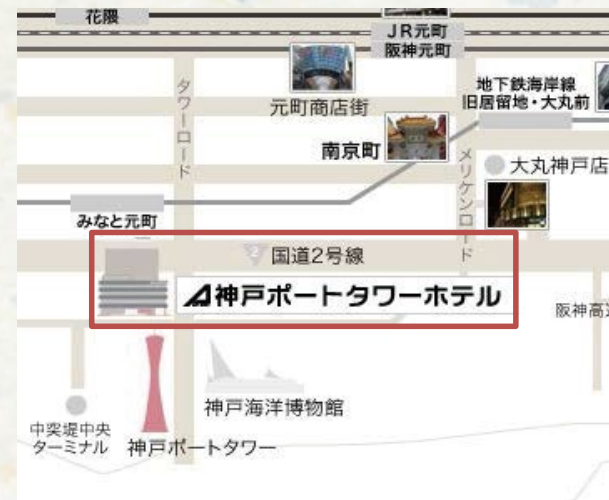 花隈
JR元町
阪神元町
タワーロード
元町商店街
地下鉄海岸線
旧居留地・大丸前
南京町
メリケンロード
大丸神戸店
みなと元町
2
国道2号線
神戸ポートタワーホテル
阪神高速
神戸海洋博物館
中突堤中央
ターミナル
神戸ポートタワー